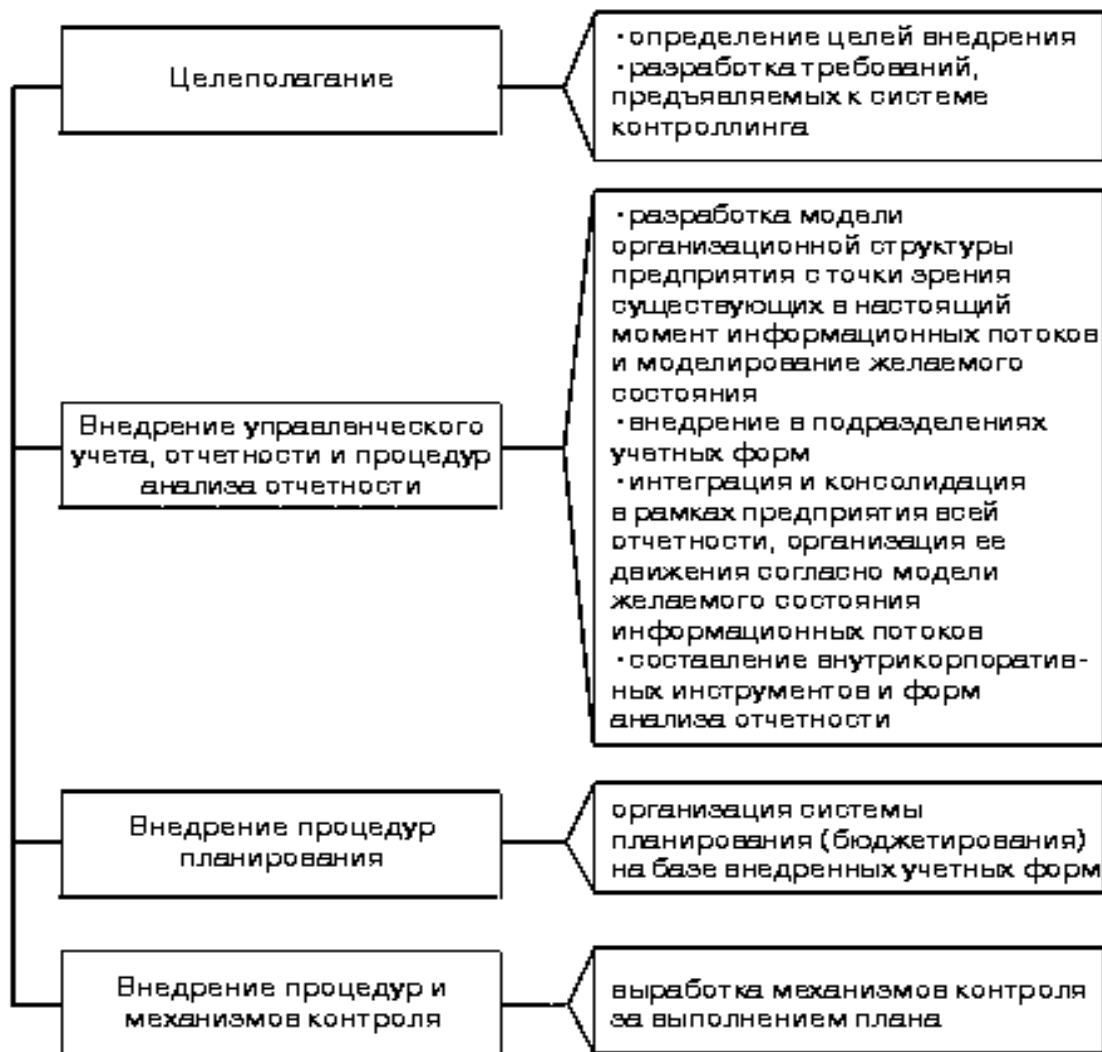 Целеполагание
·определение целей внедрения
·разработка требований,
предъявляемых к системе
контроллинга
Внедрение управленческого
учета, отчетности и процедур
анализа отчетности
·разработка модели
организационной структуры
предприятия с точки зрения
существующих в настоящий
момент информационных потоков
и моделирование желаемого
состояния
·внедрение в подразделениях
учетных форм
·интеграция и консолидация
в рамках предприятия всей
отчетности, организация ее
движения согласно модели
желаемого состояния
информационных потоков
·составление внутрикорпоратив-
ных инструментов и форм
анализа отчетности
Внедрение процедур
планирования
организация системы
планирования (бюджетирования)
на базе внедренных учетных форм
Внедрение процедур и
механизмов контроля
выработка механизмов контроля
за выполнением плана